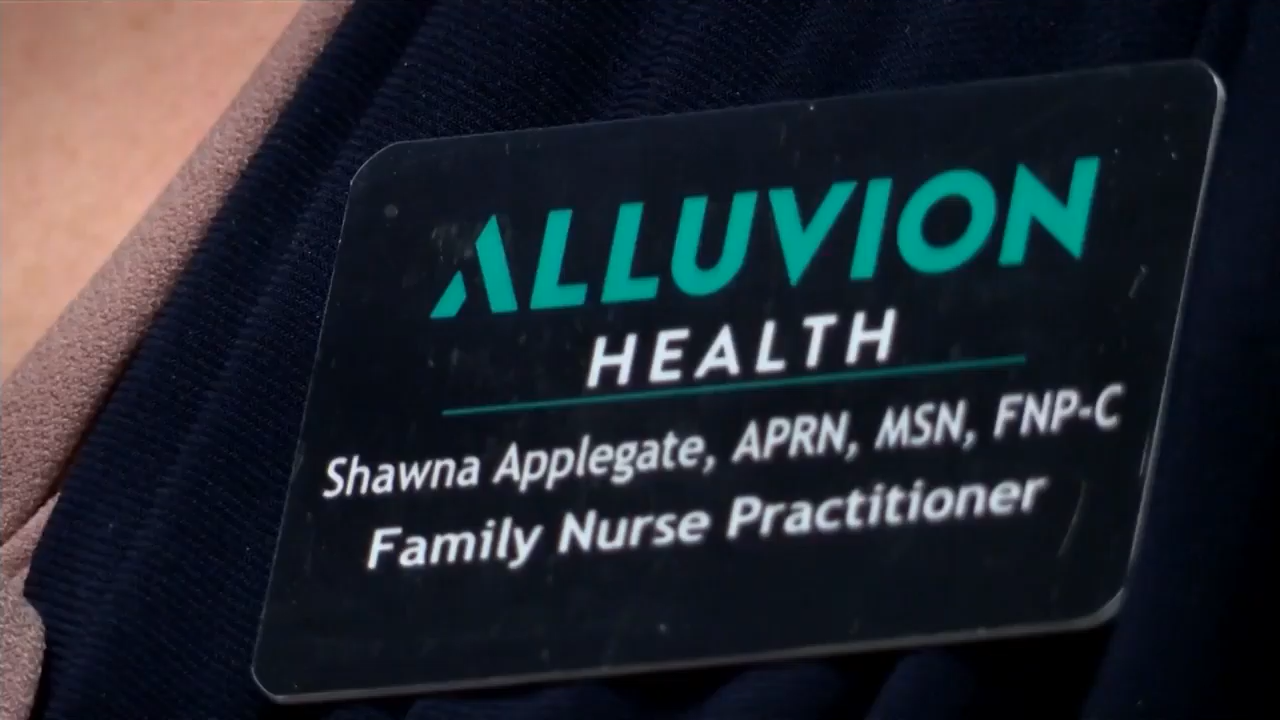 ALLUVION
HEALTH
Shawna Applegate, APRN, MSN, FNP-C
Family Nurse Practitioner